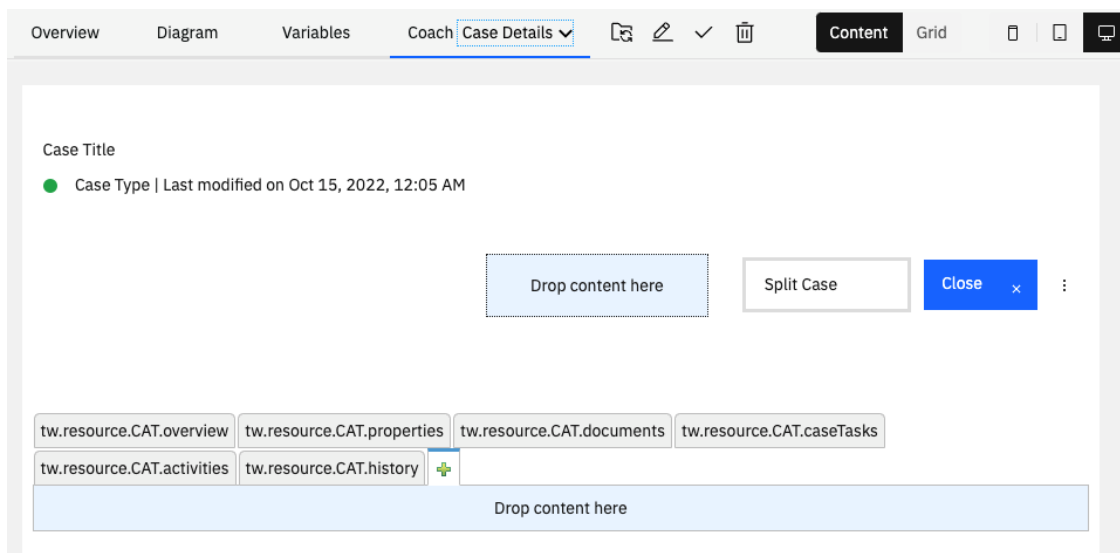 Overview Diagram Variables Coach Case Details Content Grid
Case Title
Case Type | Last modified on Oct 15, 2022, 12:05 AM
Drop content here Split Case Close ×
tw.resource.CAT.overview tw.resource.CAT.properties tw.resource.CAT.documents tw.resource.CAT.caseTasks
tw.resource.CAT.activities tw.resource.CAT.history
Drop content here